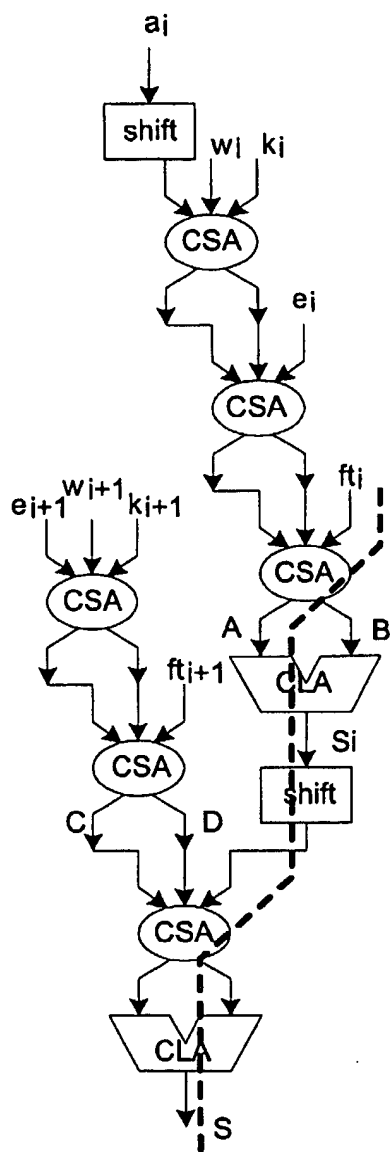 ai
shift
wi ki
CSA
ei
CSA
fti
CSA
ei+1 wi+1 ki+1
CSA
A B
CLA
fti+1
Si
CSA
shift
C D
CSA
CLA
S